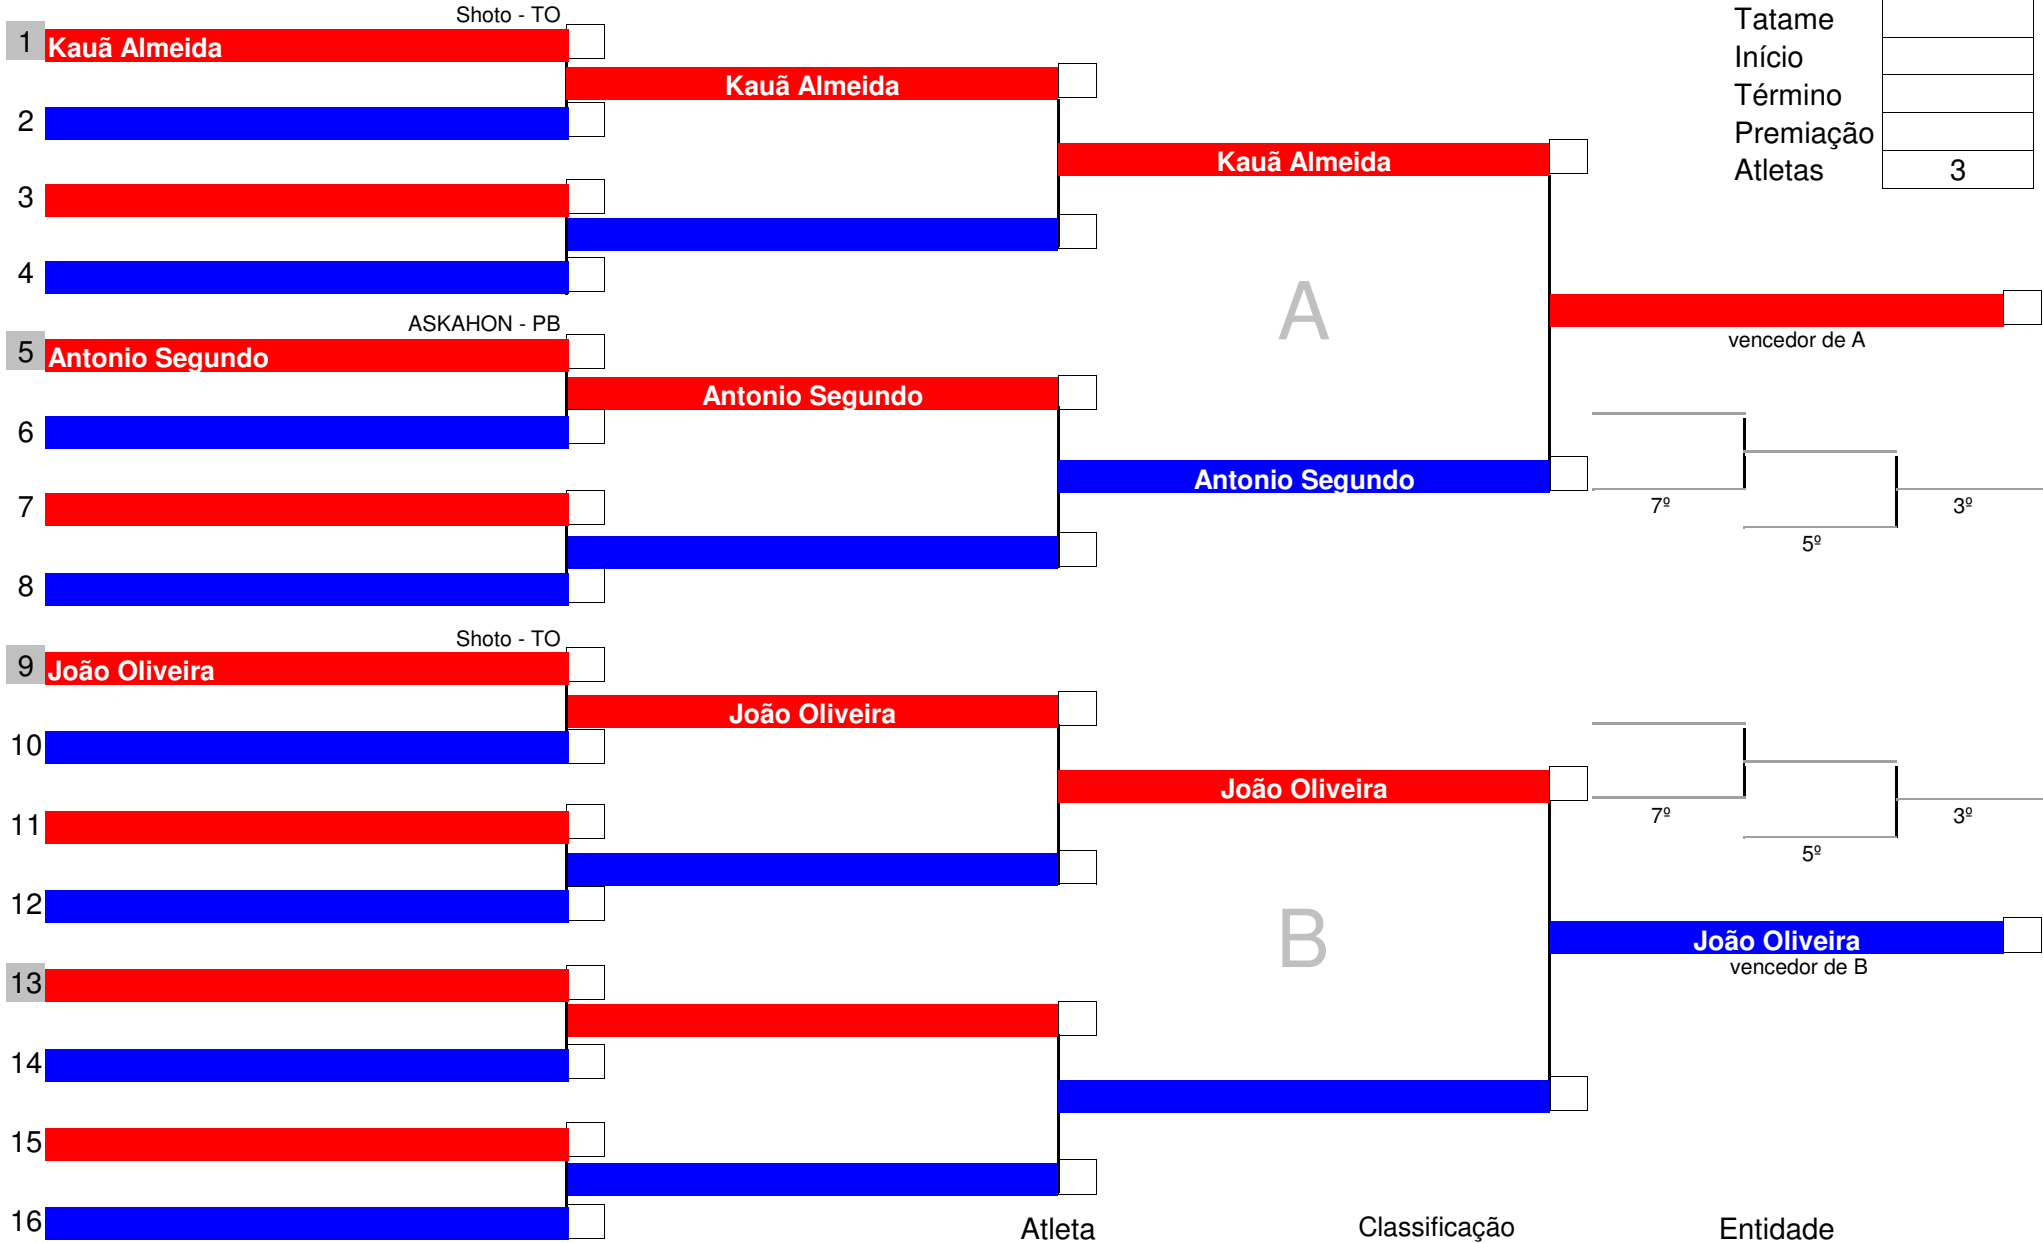 Shoto - TO
1 Kauã Almeida
Kauã Almeida
2
Kauã Almeida
3
4
Tatame
Início
Término
Premiação
Atletas 3
A
vencedor de A
ASKAHON - PB
5 Antonio Segundo
Antonio Segundo
6
Antonio Segundo
7
8
7º
5º
3º
Shoto - TO
9 João Oliveira
João Oliveira
10
João Oliveira
11
12
7º
5º
3º
B
João Oliveira
vencedor de B
13
14
15
16
Atleta Classificação Entidade